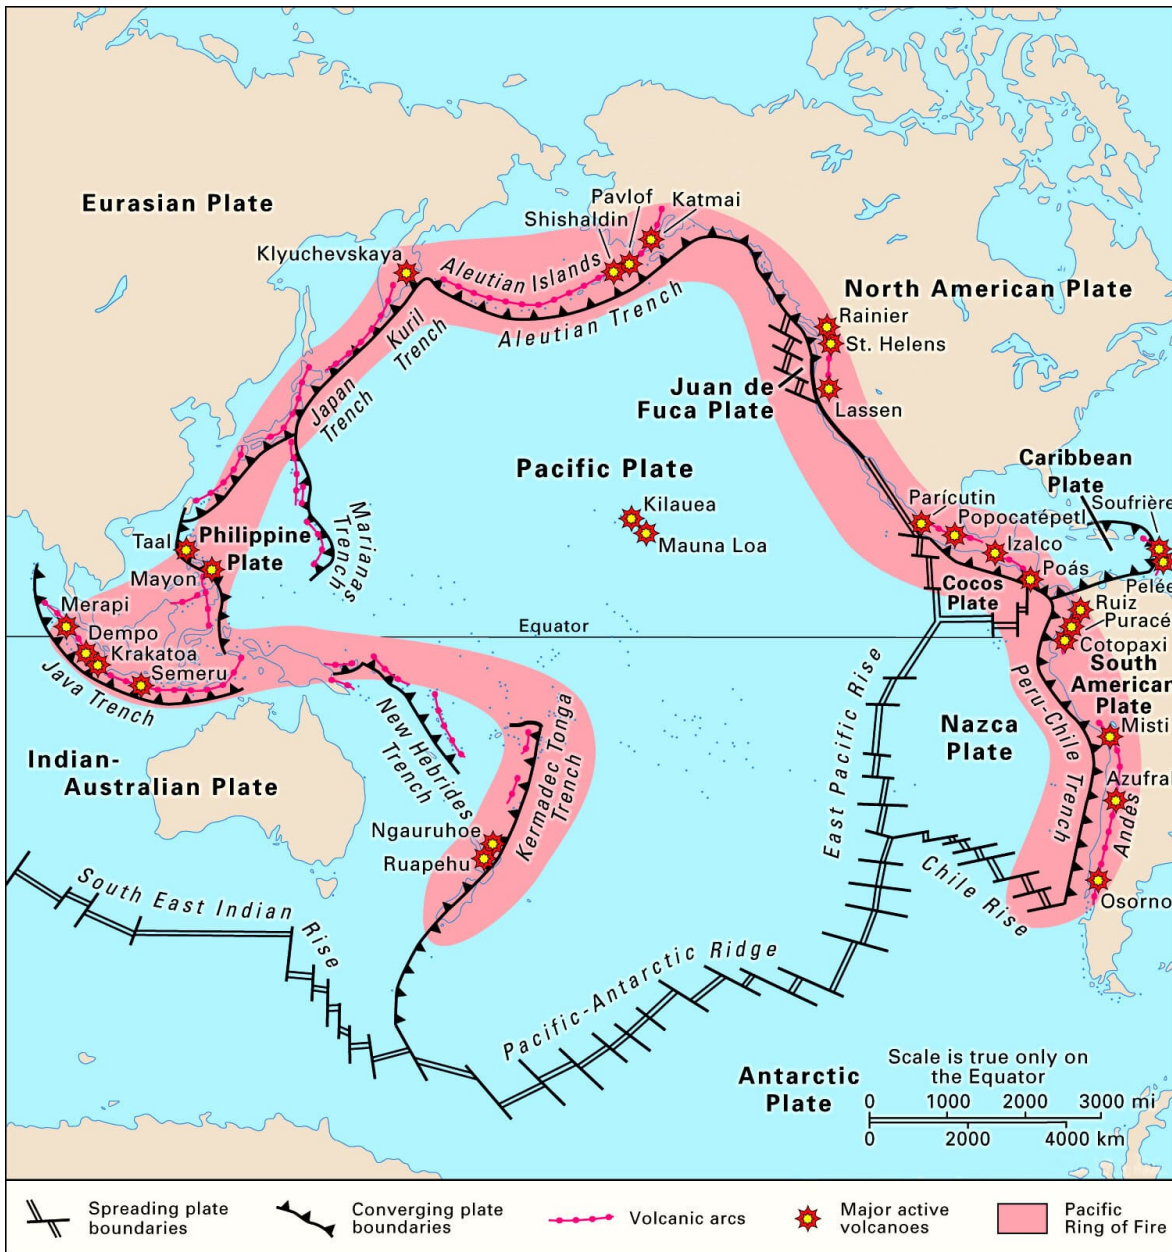 Eurasian Plate
Pavlof
Shishaldin
Katmai
Klyuchevskaya
Aleutian Islands
Aleutian Trench
Kuril
Trench
Japan
Trench
North American Plate
Rainier
St. Helens
Lassen
Juan de
Fuca Plate
Pacific Plate
Kilauea
Mauna Loa
Caribbean
Plate
Soufrière
Parícutin
Popocatépetl
Izalco
Poás
Pelée
Cocos
Plate
Ruiz
Puracé
Cotopaxi
South
American
Plate
Misti
Azufral
Andes
Osorno
Taal
Philippine
Plate
Mayon
Marianas
Trench
Merapi
Dempo
Krakatoa
Semeru
Java Trench
Equator
New Hebrides
Trench
Kermadec Tonga
Trench
Ngauruhoe
Ruapehu
Indian-
Australian Plate
South East Indian Rise
East Pacific Rise
Nazca
Plate
Peru-Chile Trench
Chile Rise
Pacific-Antarctic Ridge
Antarctic
Plate
Scale is true only on
the Equator
0 1000 2000 3000 mi
0 2000 4000 km
Spreading plate
boundaries
Converging plate
boundaries
Volcanic arcs
Major active
volcanoes
Pacific
Ring of Fire